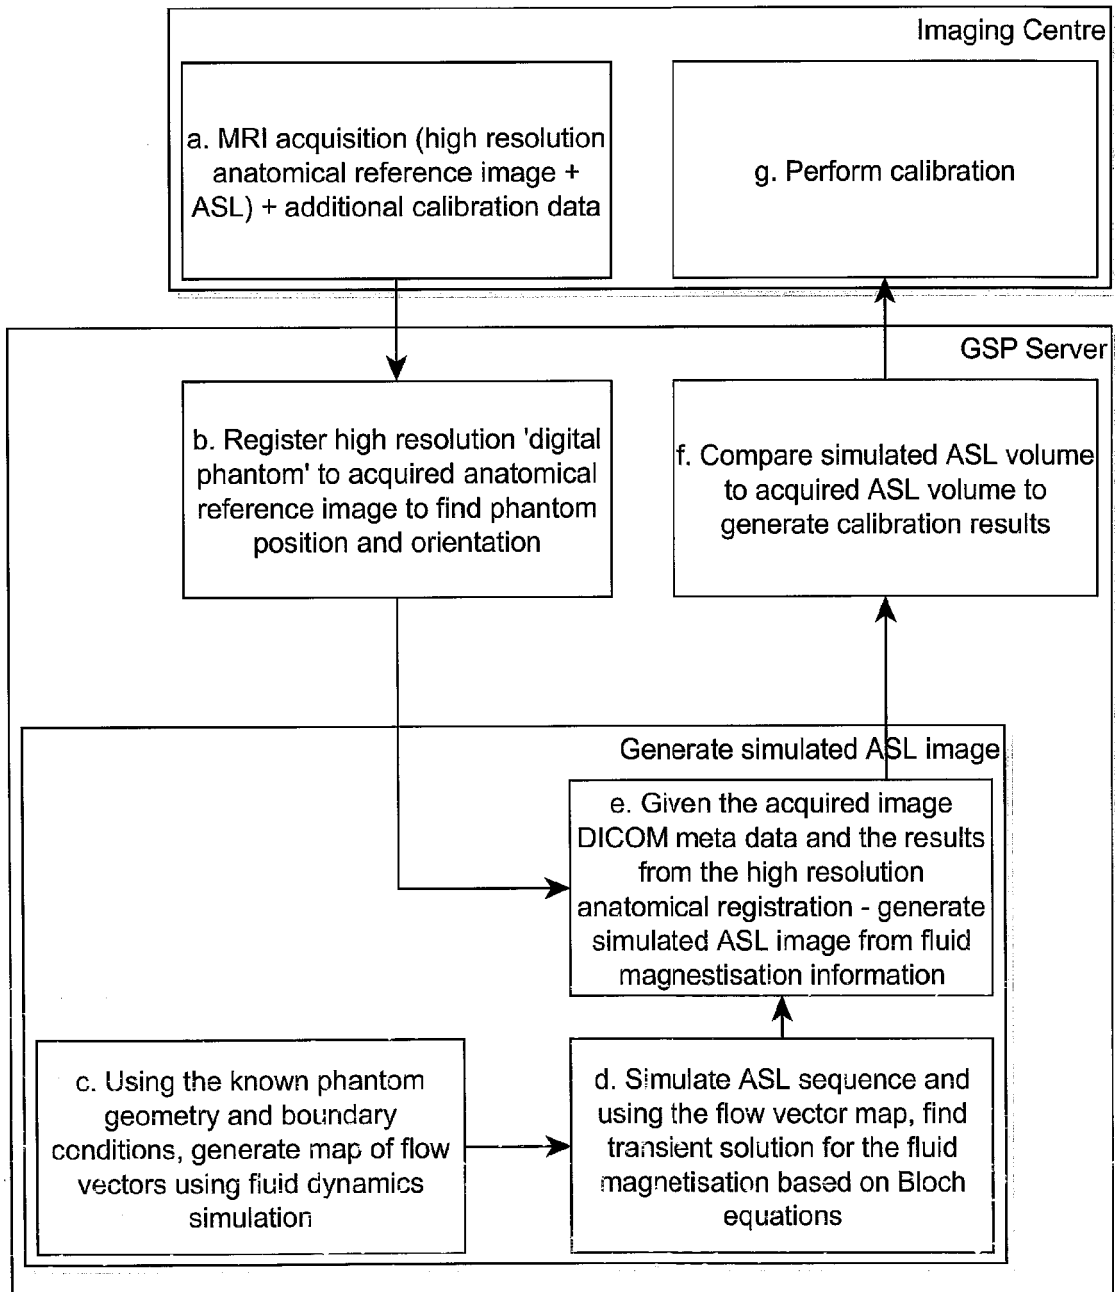 Imaging Centre
a. MRI acquisition (high resolution
anatomical reference image +
ASL) + additional calibration data
g. Perform calibration
GSP Server
b. Register high resolution 'digital
phantom' to acquired anatomical
reference image to find phantom
position and orientation
f. Compare simulated ASL volume
to acquired ASL volume to
generate calibration results
Generate simulated ASL image
e. Given the acquired image
DICOM meta data and the results
from the high resolution
anatomical registration - generate
simulated ASL image from fluid
magnestisation information
c. Using the known phantom
geometry and boundary
conditions, generate map of flow
vectors using fluid dynamics
simulation
d. Simulate ASL sequence and
using the flow vector map, find
transient solution for the fluid
magnetisation based on Bloch
equations